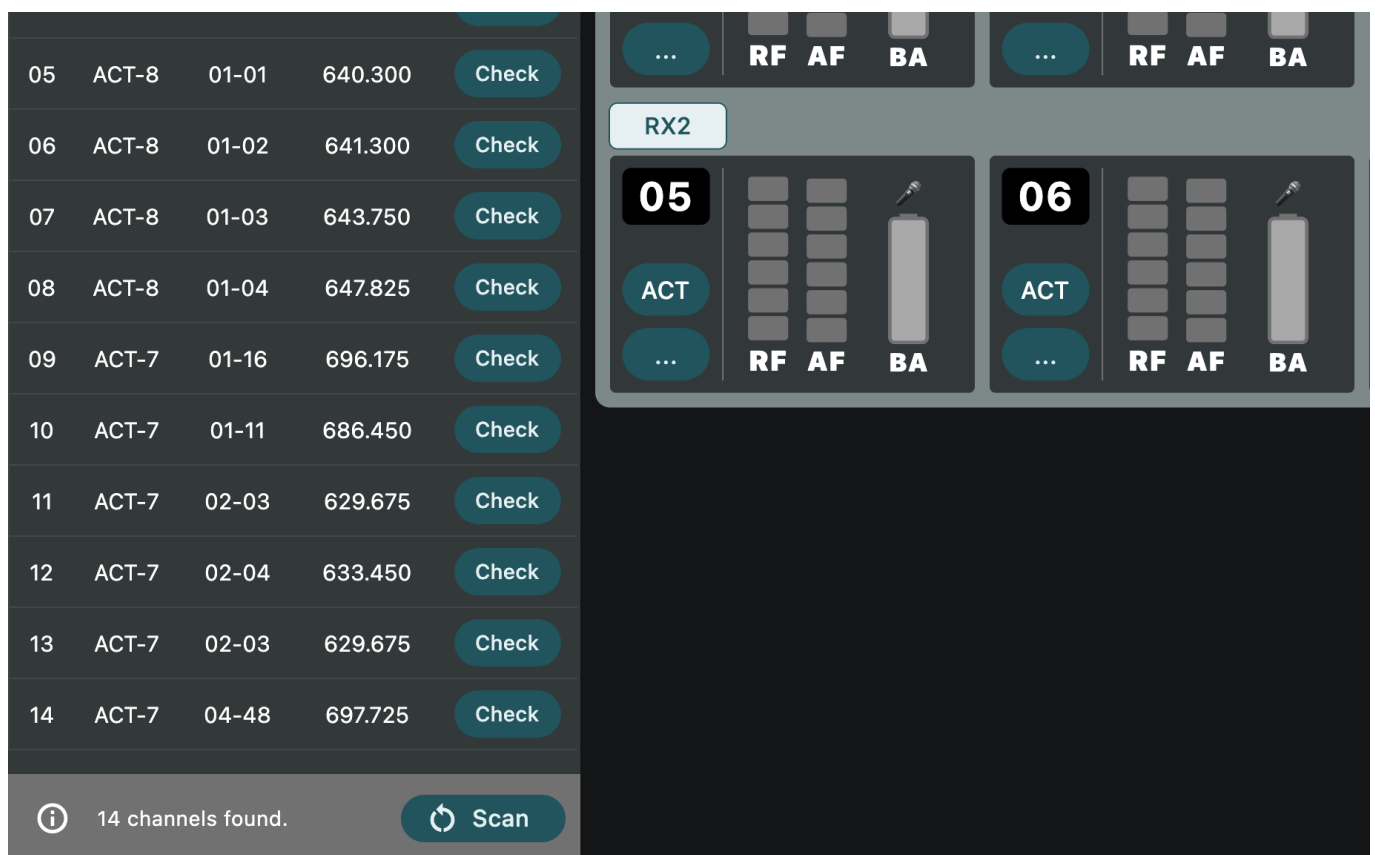 05 ACT-8 01-01 640.300 Check
06 ACT-8 01-02 641.300 Check
07 ACT-8 01-03 643.750 Check
08 ACT-8 01-04 647.825 Check
09 ACT-7 01-16 696.175 Check
10 ACT-7 01-11 686.450 Check
11 ACT-7 02-03 629.675 Check
12 ACT-7 02-04 633.450 Check
13 ACT-7 02-03 629.675 Check
14 ACT-7 04-48 697.725 Check
14 channels found. Scan
... RF AF BA
... RF AF BA
RX2
05
ACT
... RF AF BA
06
ACT
... RF AF BA